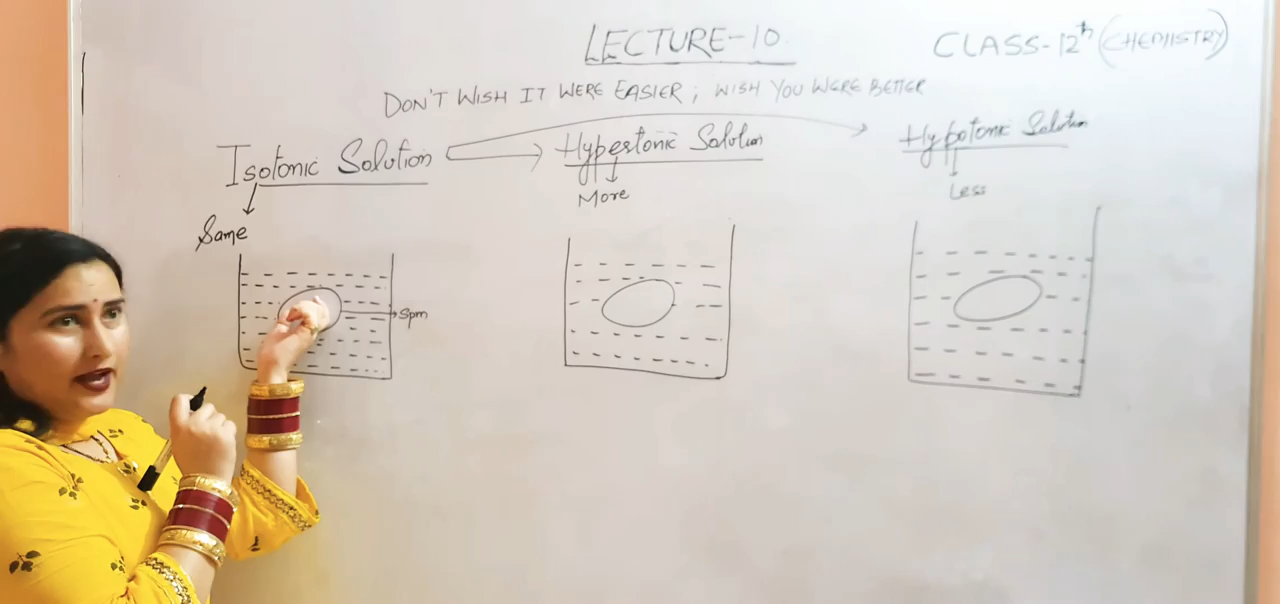 LECTURE-10
CLASS-12th (CHEMISTRY)
DON'T WISH IT WERE EASIER; WISH YOU WERE BETTER
Isotonic Solution
Hypertonic Solution
Hypotonic Solution
Same
More
Less
Spm